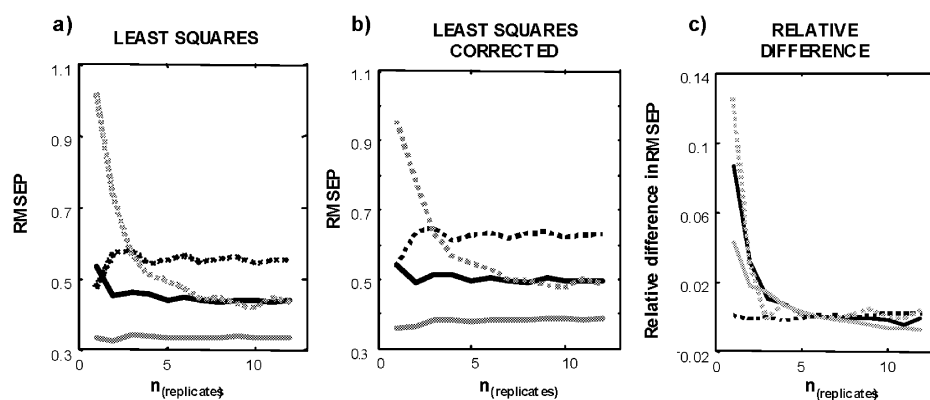 a)
LEAST SQUARES
RMSEP
1.1
0.9
0.7
0.5
0.3
0
5
10
n(replicates)
b)
LEAST SQUARES
CORRECTED
RMSEP
1.1
0.9
0.7
0.5
0.3
0
5
10
n(replicates)
c)
RELATIVE
DIFFERENCE
Relative difference in RMSEP
0.14
0.1
0.06
0.02
-0.02
0
5
10
n(replicates)